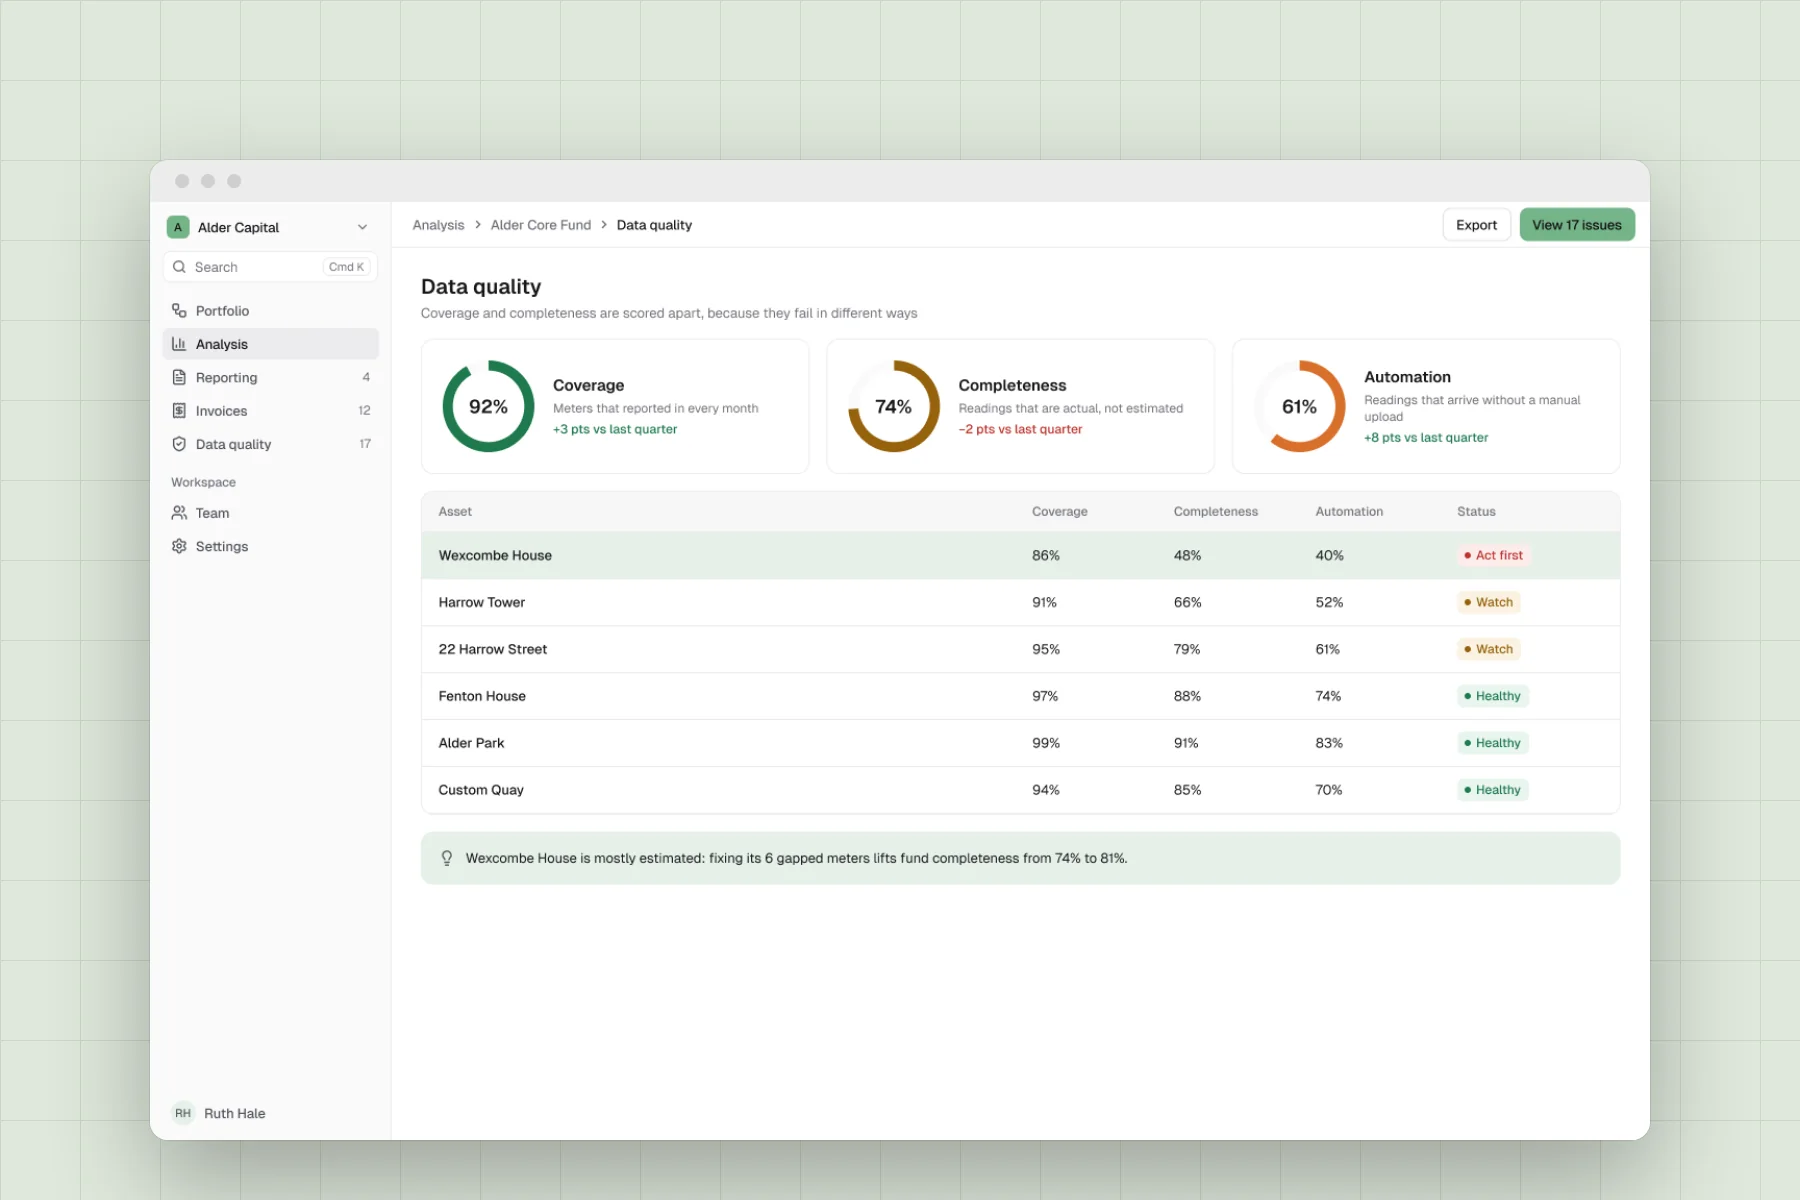 A Alder Capital
Search Cmd K
Portfolio
Analysis
Reporting 4
Invoices 12
Data quality 17
Workspace
Team
Settings
RH Ruth Hale
Analysis > Alder Core Fund > Data quality
Export
View 17 issues
Data quality
Coverage and completeness are scored apart, because they fail in different ways
92%
Coverage
Meters that reported in every month
+3 pts vs last quarter
74%
Completeness
Readings that are actual, not estimated
−2 pts vs last quarter
61%
Automation
Readings that arrive without a manual
upload
+8 pts vs last quarter
Asset Coverage Completeness Automation Status
Wexcombe House 86% 48% 40% Act first
Harrow Tower 91% 66% 52% Watch
22 Harrow Street 95% 79% 61% Watch
Fenton House 97% 88% 74% Healthy
Alder Park 99% 91% 83% Healthy
Custom Quay 94% 85% 70% Healthy
Wexcombe House is mostly estimated: fixing its 6 gapped meters lifts fund completeness from 74% to 81%.